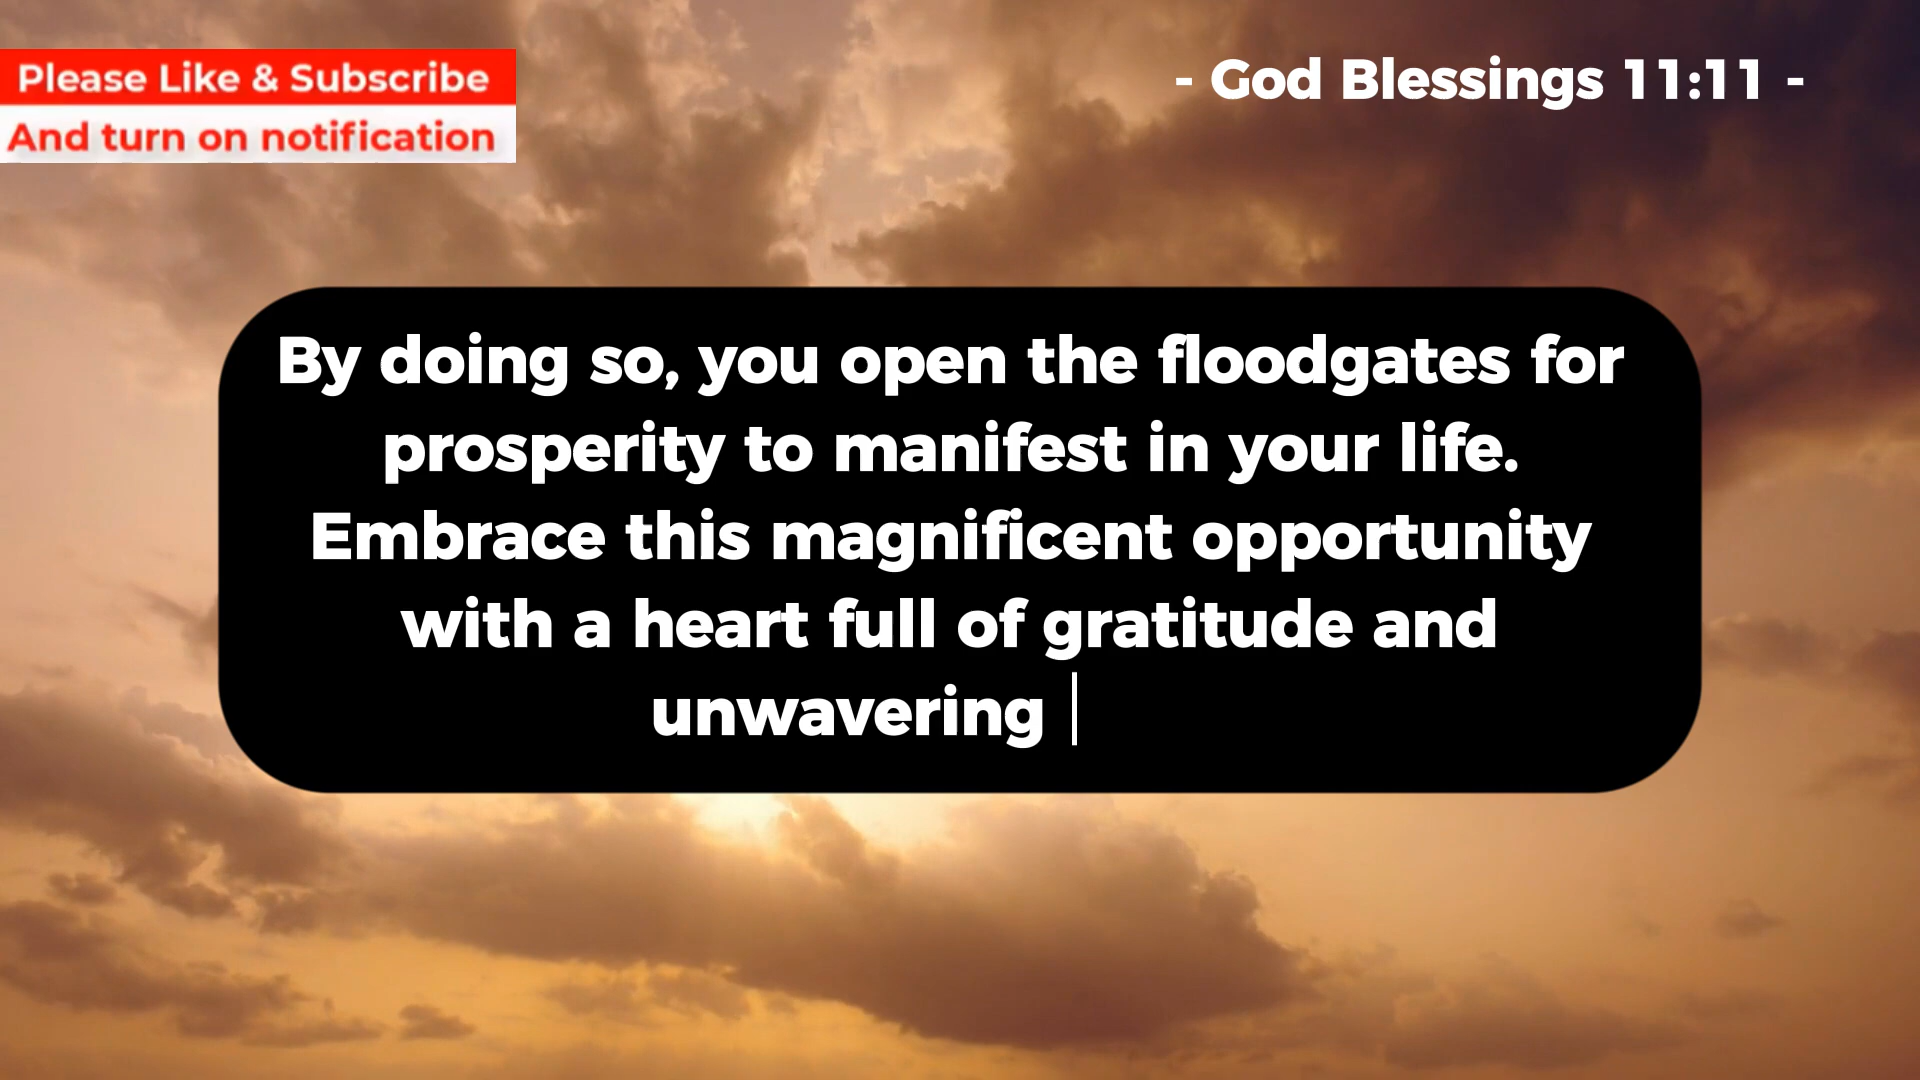 Please Like & Subscribe
And turn on notification
- God Blessings 11:11 -
By doing so, you open the floodgates for
prosperity to manifest in your life.
Embrace this magnificent opportunity
with a heart full of gratitude and
unwavering